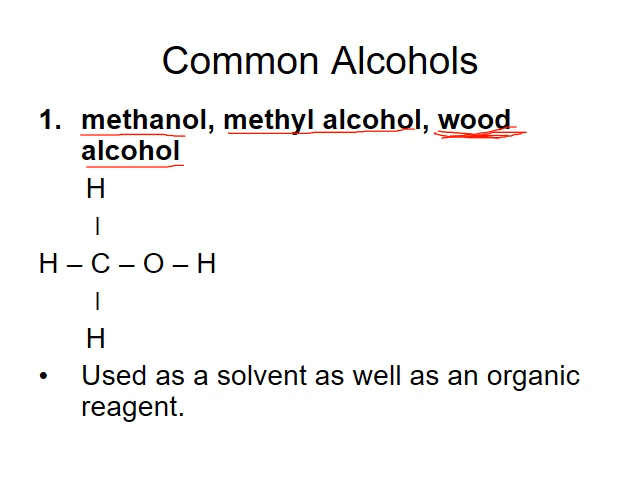 Common Alcohols
1. methanol, methyl alcohol, wood
alcohol
H
|
H – C – O – H
|
H
• Used as a solvent as well as an organic
reagent.